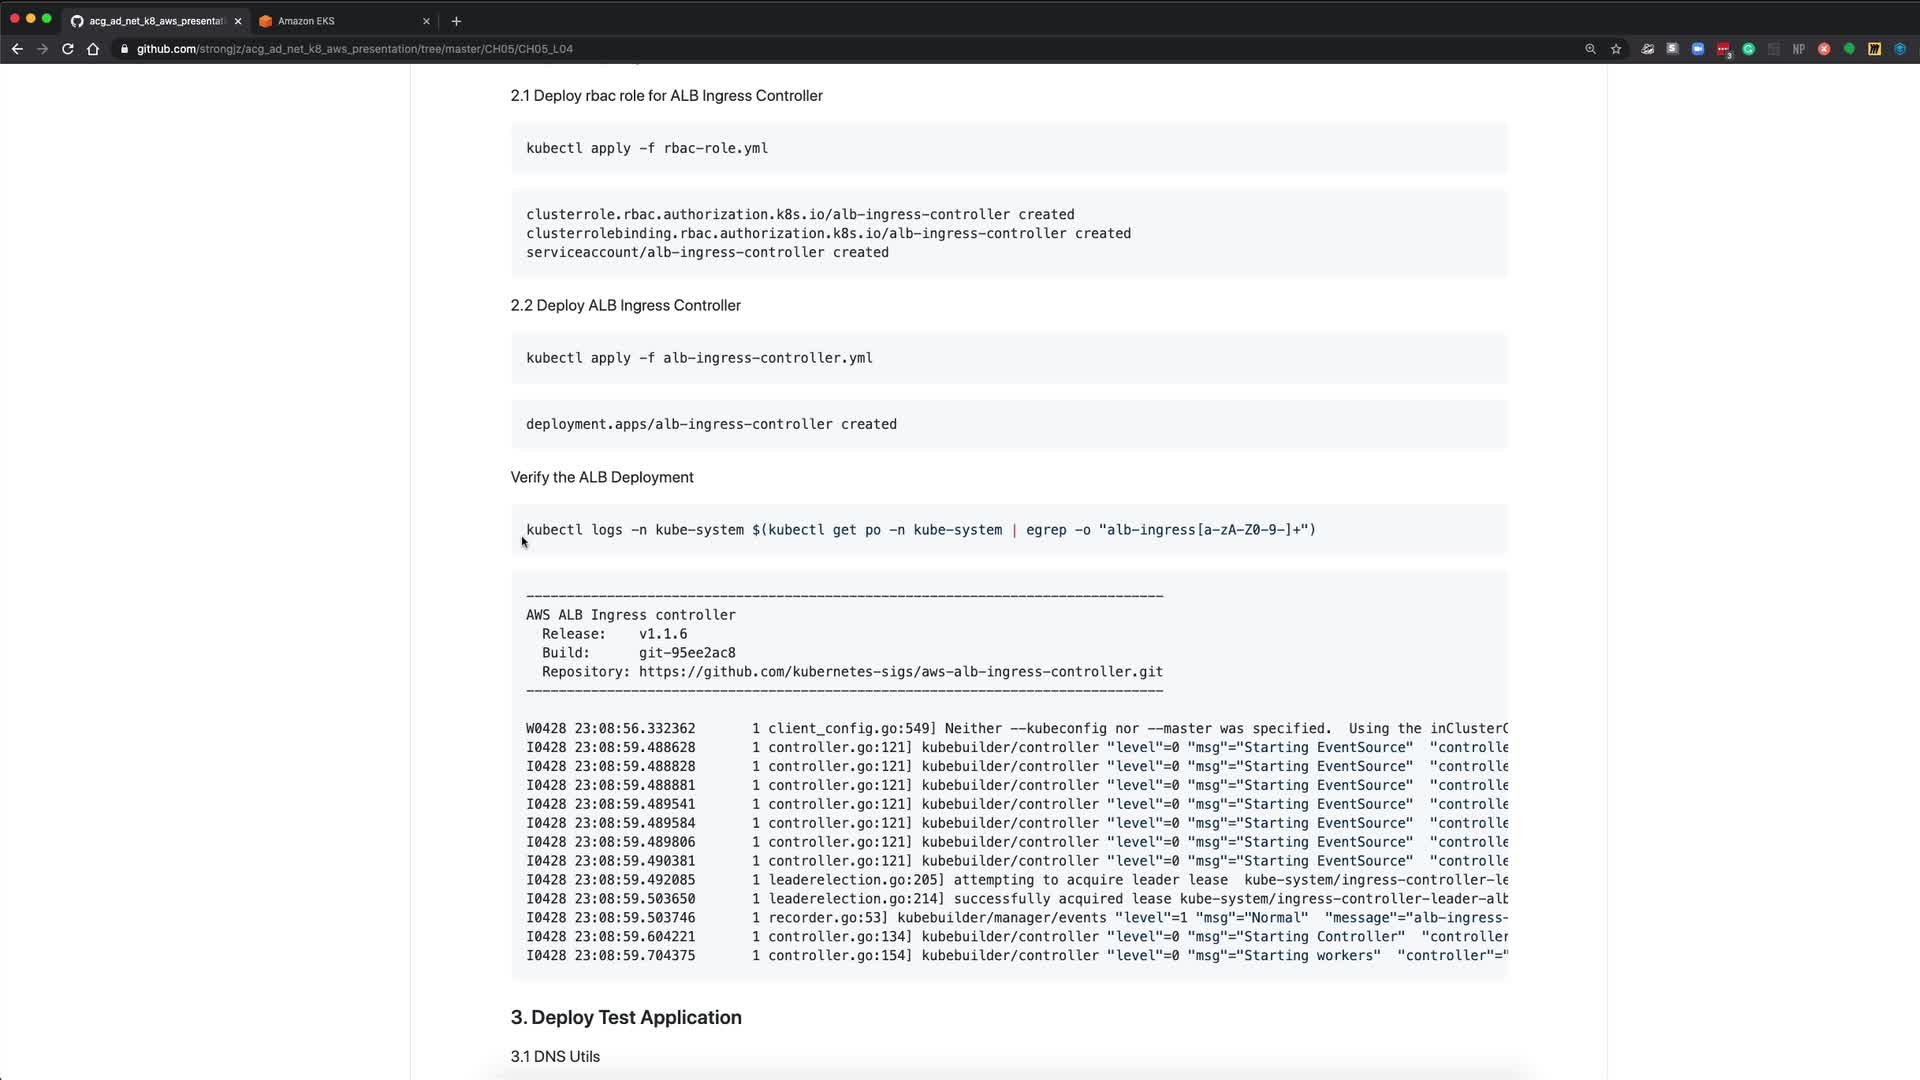 acg_ad_net_k8_aws_presentati
Amazon EKS
github.com/strongjz/acg_ad_net_k8_aws_presentation/tree/master/CH05/CH05_L04
2.1 Deploy rbac role for ALB Ingress Controller
kubectl apply -f rbac-role.yml
clusterrole.rbac.authorization.k8s.io/alb-ingress-controller created
clusterrolebinding.rbac.authorization.k8s.io/alb-ingress-controller created
serviceaccount/alb-ingress-controller created
2.2 Deploy ALB Ingress Controller
kubectl apply -f alb-ingress-controller.yml
deployment.apps/alb-ingress-controller created
Verify the ALB Deployment
kubectl logs -n kube-system $(kubectl get po -n kube-system | egrep -o "alb-ingress[a-zA-Z0-9-]+")
-------------------------------------------------------------------------------
AWS ALB Ingress controller
Release:    v1.1.6
Build:      git-95ee2ac8
Repository: https://github.com/kubernetes-sigs/aws-alb-ingress-controller.git
-------------------------------------------------------------------------------
W0428 23:08:56.332362       1 client_config.go:549] Neither --kubeconfig nor --master was specified.  Using the inClusterC
I0428 23:08:59.488628       1 controller.go:121] kubebuilder/controller "level"=0 "msg"="Starting EventSource"  "controlle
I0428 23:08:59.488828       1 controller.go:121] kubebuilder/controller "level"=0 "msg"="Starting EventSource"  "controlle
I0428 23:08:59.488881       1 controller.go:121] kubebuilder/controller "level"=0 "msg"="Starting EventSource"  "controlle
I0428 23:08:59.489541       1 controller.go:121] kubebuilder/controller "level"=0 "msg"="Starting EventSource"  "controlle
I0428 23:08:59.489584       1 controller.go:121] kubebuilder/controller "level"=0 "msg"="Starting EventSource"  "controlle
I0428 23:08:59.489806       1 controller.go:121] kubebuilder/controller "level"=0 "msg"="Starting EventSource"  "controlle
I0428 23:08:59.490381       1 controller.go:121] kubebuilder/controller "level"=0 "msg"="Starting EventSource"  "controlle
I0428 23:08:59.492085       1 leaderelection.go:205] attempting to acquire leader lease  kube-system/ingress-controller-le
I0428 23:08:59.503650       1 leaderelection.go:214] successfully acquired lease kube-system/ingress-controller-leader-alb
I0428 23:08:59.503746       1 recorder.go:53] kubebuilder/manager/events "level"=1 "msg"="Normal"  "message"="alb-ingress-
I0428 23:08:59.604221       1 controller.go:134] kubebuilder/controller "level"=0 "msg"="Starting Controller"  "controller
I0428 23:08:59.704375       1 controller.go:154] kubebuilder/controller "level"=0 "msg"="Starting workers"  "controller"="
3. Deploy Test Application
3.1 DNS Utils